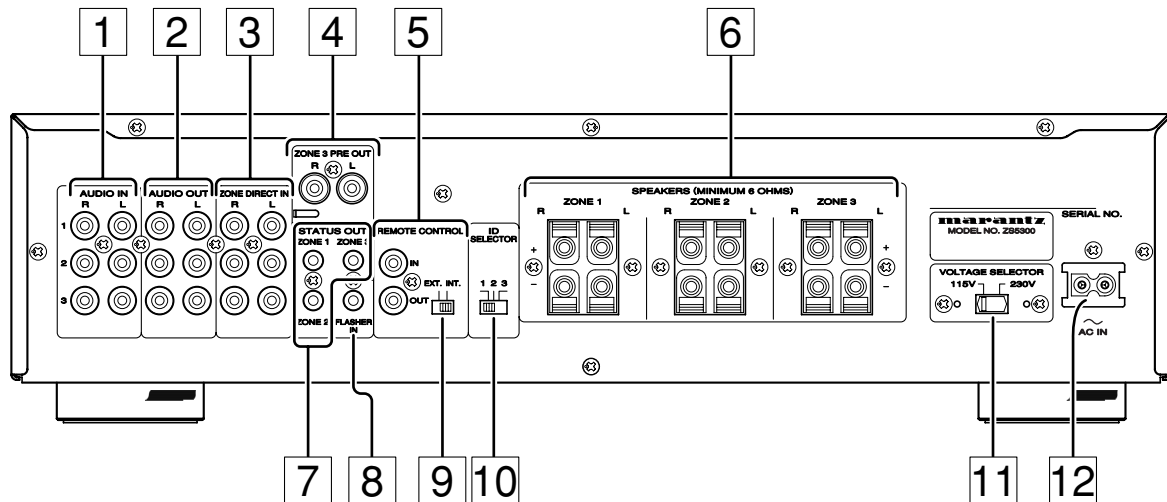 1 2 3 4 5 6
ZONE 3 PRE OUT
R L
AUDIO IN AUDIO OUT ZONE DIRECT IN
R L R L R L
1
2
3
STATUS OUT
ZONE 1 ZONE 3
ZONE 2
FLASHER IN
REMOTE CONTROL
IN
OUT
EXT. INT.
ID SELECTOR
1 2 3
SPEAKERS (MINIMUM 6 OHMS)
R ZONE 1 L ZONE 2 R ZONE 3 L
+
–
+
–
marantz
MODEL NO. ZS5300
SERIAL NO.
VOLTAGE SELECTOR
115V 230V
AC IN
7 8 9 10 11 12